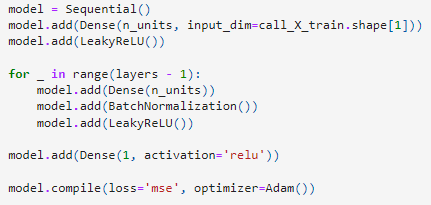 model = Sequential()
model.add(Dense(n_units, input_dim=call_X_train.shape[1]))
model.add(LeakyReLU())

for _ in range(layers - 1):
    model.add(Dense(n_units))
    model.add(BatchNormalization())
    model.add(LeakyReLU())

model.add(Dense(1, activation='relu'))

model.compile(loss='mse', optimizer=Adam())